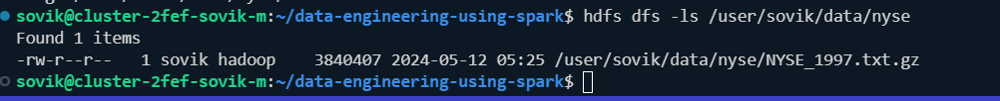 sovik@cluster-2fef-sovik-m:~/data-engineering-using-spark$ hdfs dfs -ls /user/sovik/data/nyse
Found 1 items
-rw-r--r--   1 sovik hadoop    3840407 2024-05-12 05:25 /user/sovik/data/nyse/NYSE_1997.txt.gz
sovik@cluster-2fef-sovik-m:~/data-engineering-using-spark$